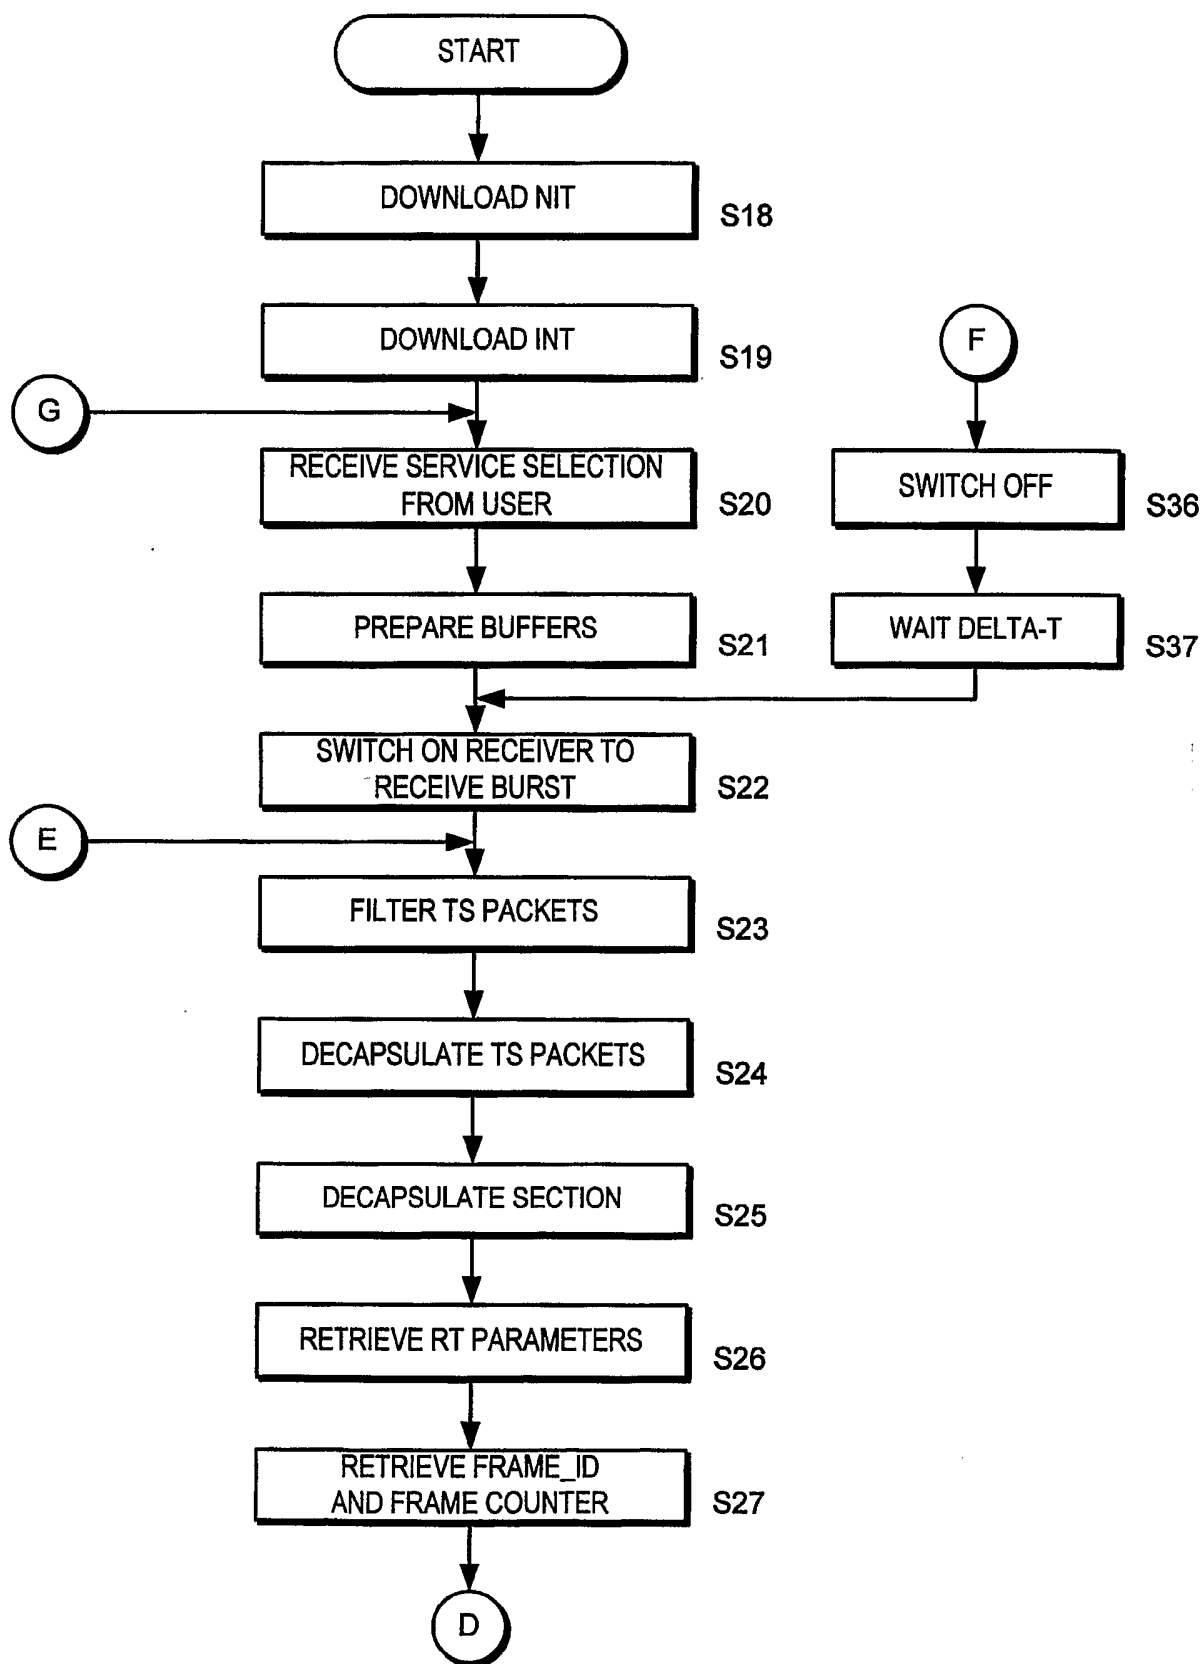 START
DOWNLOAD NIT
S18
DOWNLOAD INT
S19
F
G
RECEIVE SERVICE SELECTION
FROM USER
S20
SWITCH OFF
S36
PREPARE BUFFERS
S21
WAIT DELTA-T
S37
SWITCH ON RECEIVER TO
RECEIVE BURST
S22
E
FILTER TS PACKETS
S23
DECAPSULATE TS PACKETS
S24
DECAPSULATE SECTION
S25
RETRIEVE RT PARAMETERS
S26
RETRIEVE FRAME_ID
AND FRAME COUNTER
S27
D